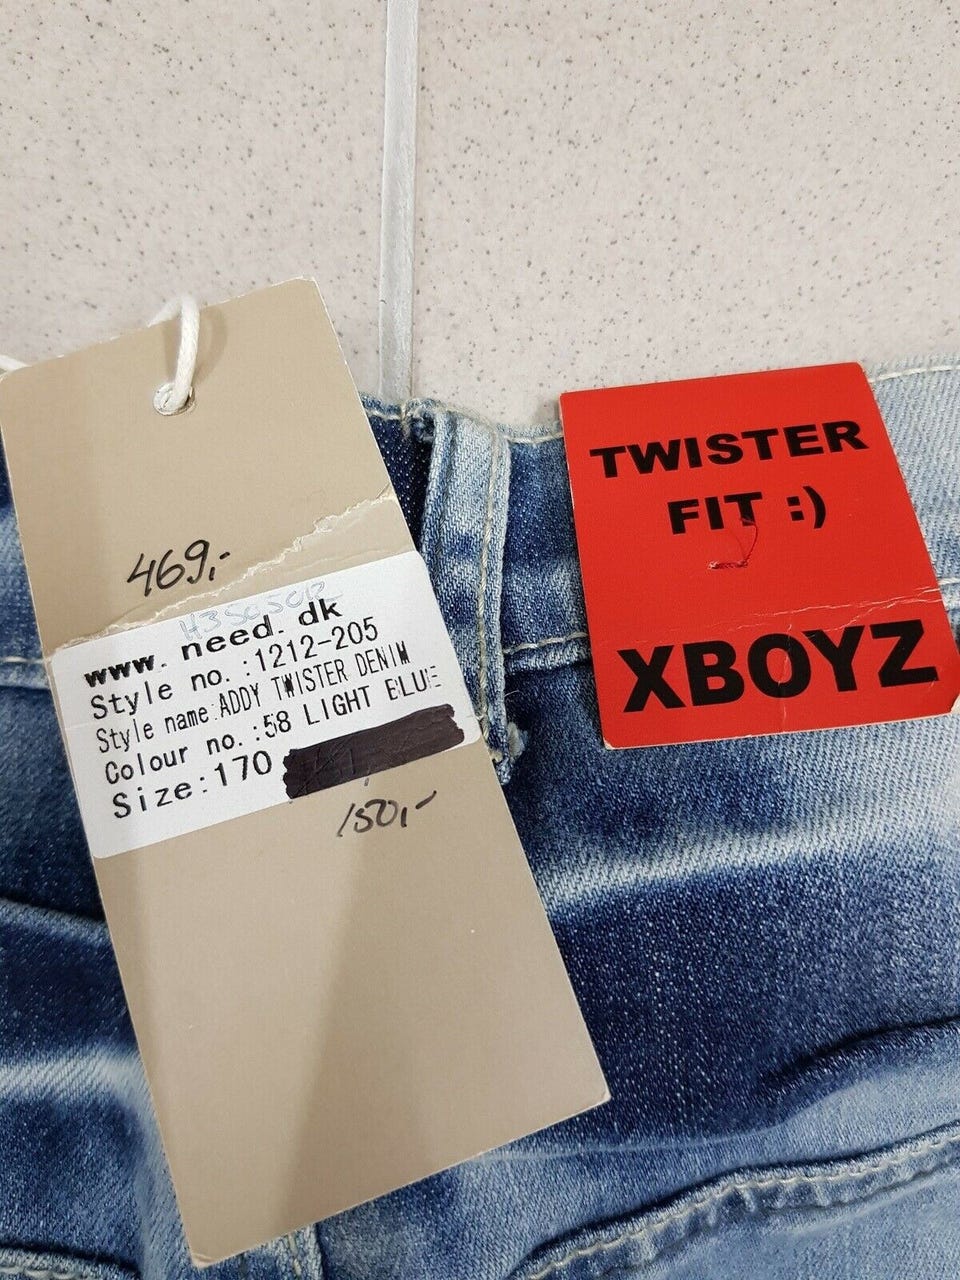 469,-
www.need.dk
Style no.:1212-205
Style name:ADDY TWISTER DENIM
Colour no.:58 LIGHT BLUE
Size:170
150,-
TWISTER
FIT :)
XBOYZ